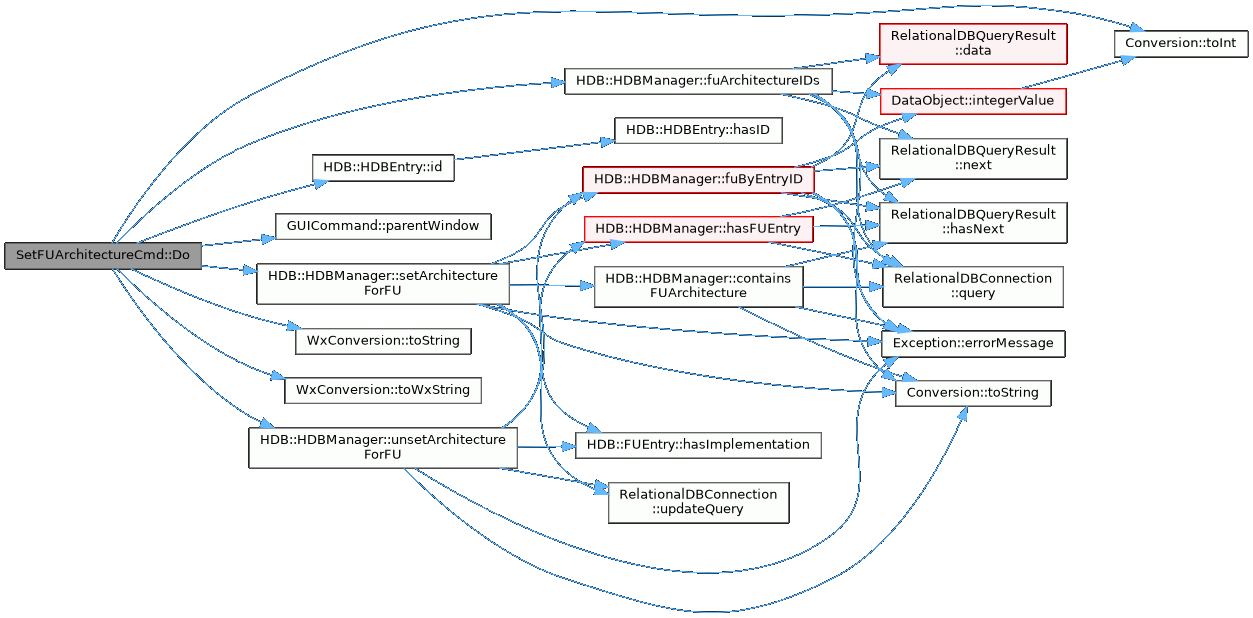 SetFUArchitectureCmd::Do
HDB::HDBEntry::id
GUICommand::parentWindow
HDB::HDBManager::setArchitecture
ForFU
WxConversion::toString
WxConversion::toWxString
HDB::HDBManager::unsetArchitecture
ForFU
HDB::HDBManager::fuArchitectureIDs
HDB::HDBEntry::hasID
HDB::HDBManager::fuByEntryID
HDB::HDBManager::hasFUEntry
HDB::HDBManager::contains
FUArchitecture
HDB::FUEntry::hasImplementation
RelationalDBConnection
::updateQuery
RelationalDBQueryResult
::data
DataObject::integerValue
RelationalDBQueryResult
::next
RelationalDBQueryResult
::hasNext
RelationalDBConnection
::query
Exception::errorMessage
Conversion::toString
Conversion::toInt